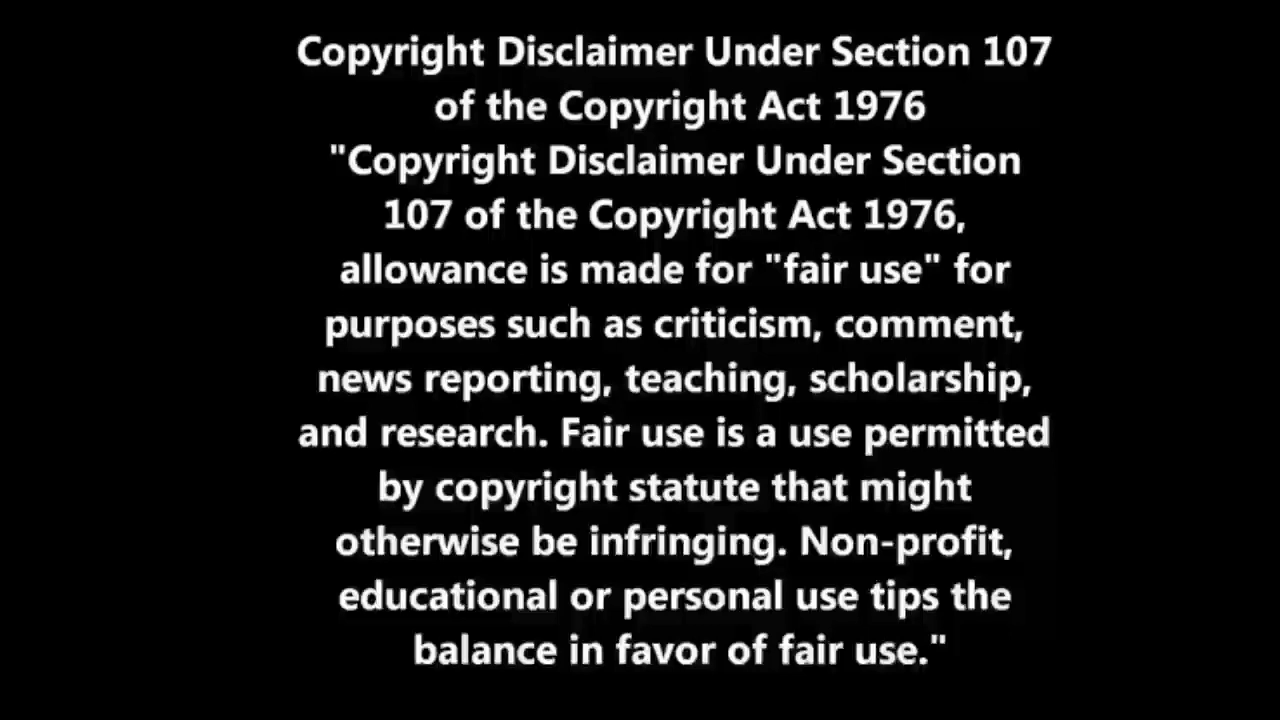 Copyright Disclaimer Under Section 107
of the Copyright Act 1976
"Copyright Disclaimer Under Section
107 of the Copyright Act 1976,
allowance is made for "fair use" for
purposes such as criticism, comment,
news reporting, teaching, scholarship,
and research. Fair use is a use permitted
by copyright statute that might
otherwise be infringing. Non-profit,
educational or personal use tips the
balance in favor of fair use."